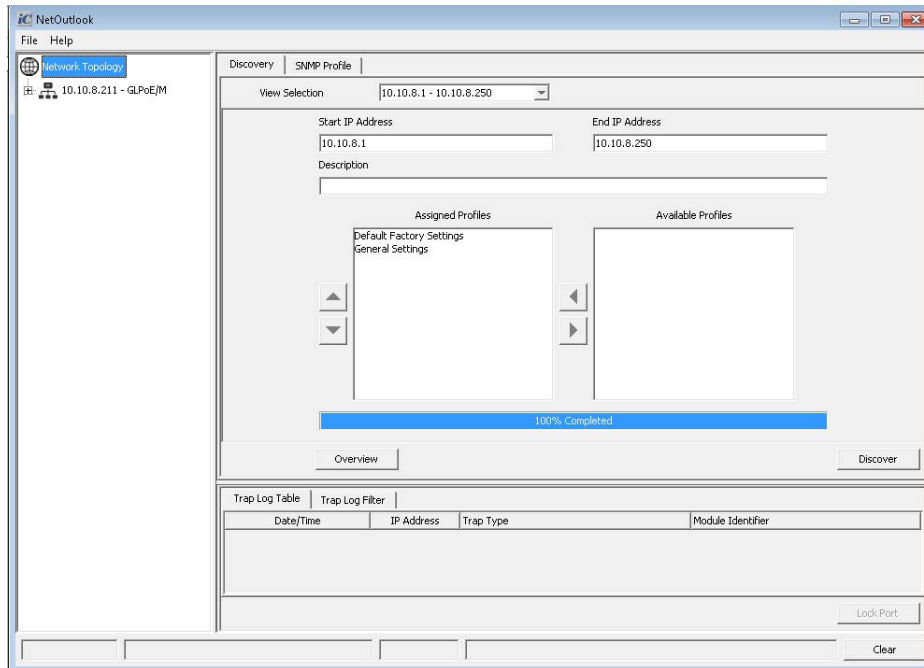 iC NetOutlook
File Help
Network Topology
10.10.8.211 - GLPoE/M
Discovery SNMP Profile
View Selection 10.10.8.1 - 10.10.8.250
Start IP Address End IP Address
10.10.8.1 10.10.8.250
Description
Assigned Profiles Available Profiles
Default Factory Settings
General Settings
100% Completed
Overview Discover
Trap Log Table Trap Log Filter
Date/Time IP Address Trap Type Module Identifier
Lock Port
Clear